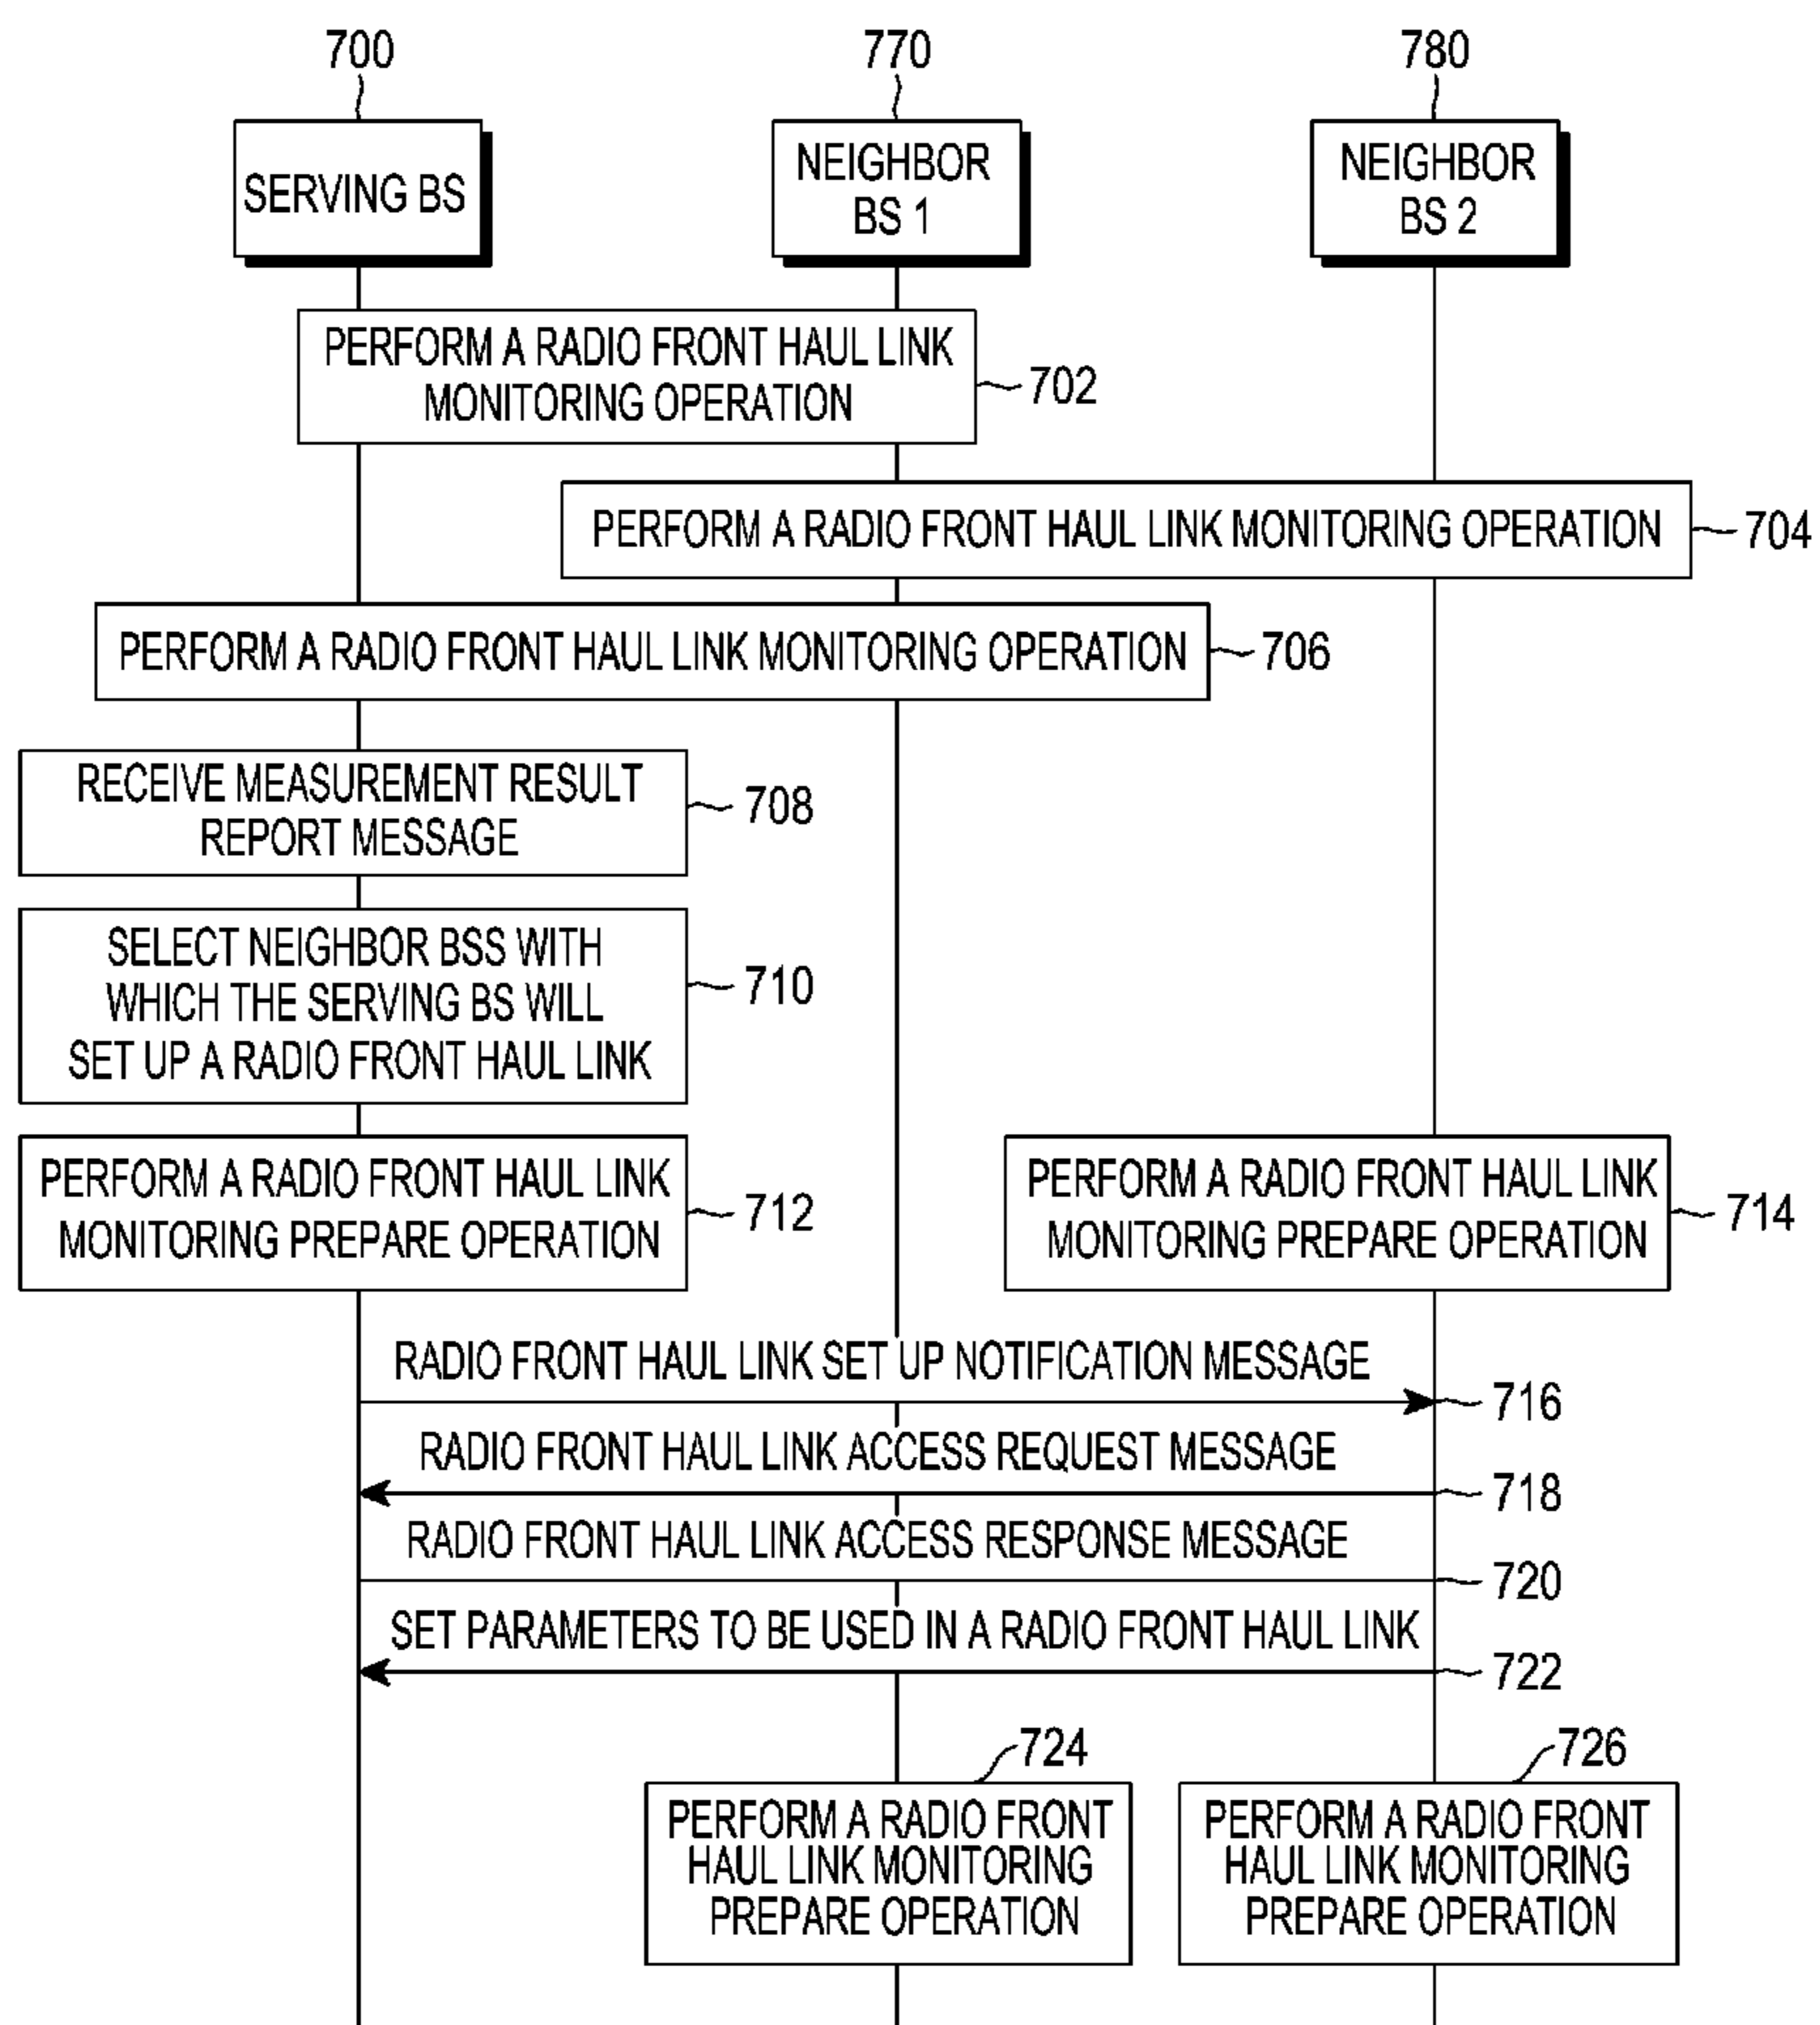 700
770
780
SERVING BS
NEIGHBOR
BS 1
NEIGHBOR
BS 2
PERFORM A RADIO FRONT HAUL LINK
MONITORING OPERATION
702
PERFORM A RADIO FRONT HAUL LINK MONITORING OPERATION
704
PERFORM A RADIO FRONT HAUL LINK MONITORING OPERATION
706
RECEIVE MEASUREMENT RESULT
REPORT MESSAGE
708
SELECT NEIGHBOR BSS WITH
WHICH THE SERVING BS WILL
SET UP A RADIO FRONT HAUL LINK
710
PERFORM A RADIO FRONT HAUL LINK
MONITORING PREPARE OPERATION
712
PERFORM A RADIO FRONT HAUL LINK
MONITORING PREPARE OPERATION
714
RADIO FRONT HAUL LINK SET UP NOTIFICATION MESSAGE
716
RADIO FRONT HAUL LINK ACCESS REQUEST MESSAGE
718
RADIO FRONT HAUL LINK ACCESS RESPONSE MESSAGE
720
SET PARAMETERS TO BE USED IN A RADIO FRONT HAUL LINK
722
724
PERFORM A RADIO FRONT
HAUL LINK MONITORING
PREPARE OPERATION
726
PERFORM A RADIO FRONT
HAUL LINK MONITORING
PREPARE OPERATION